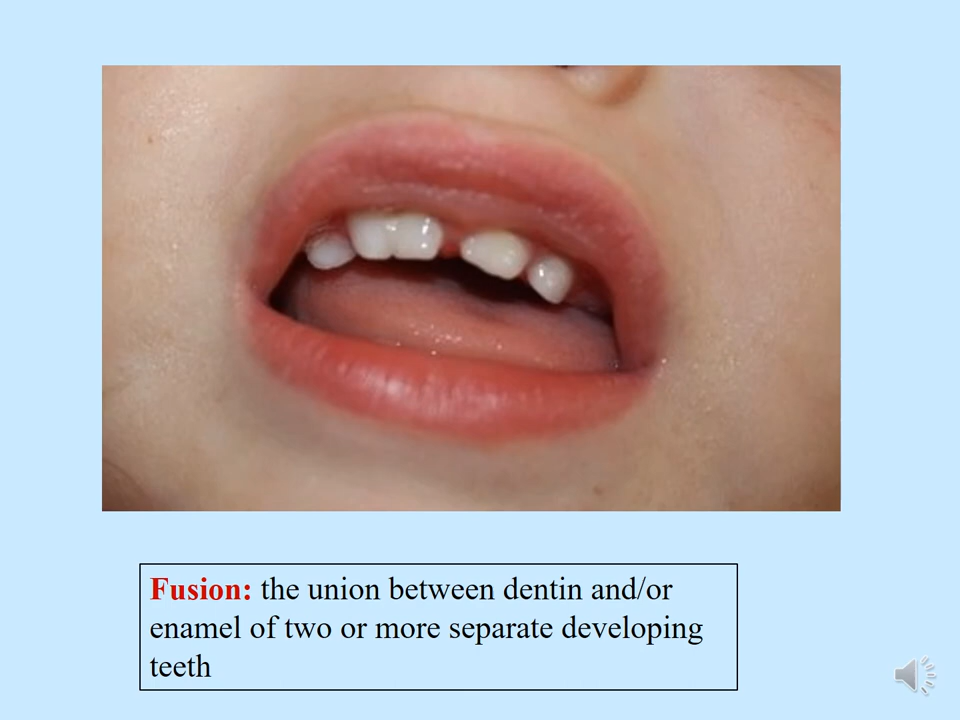 Fusion: the union between dentin and/or
enamel of two or more separate developing
teeth